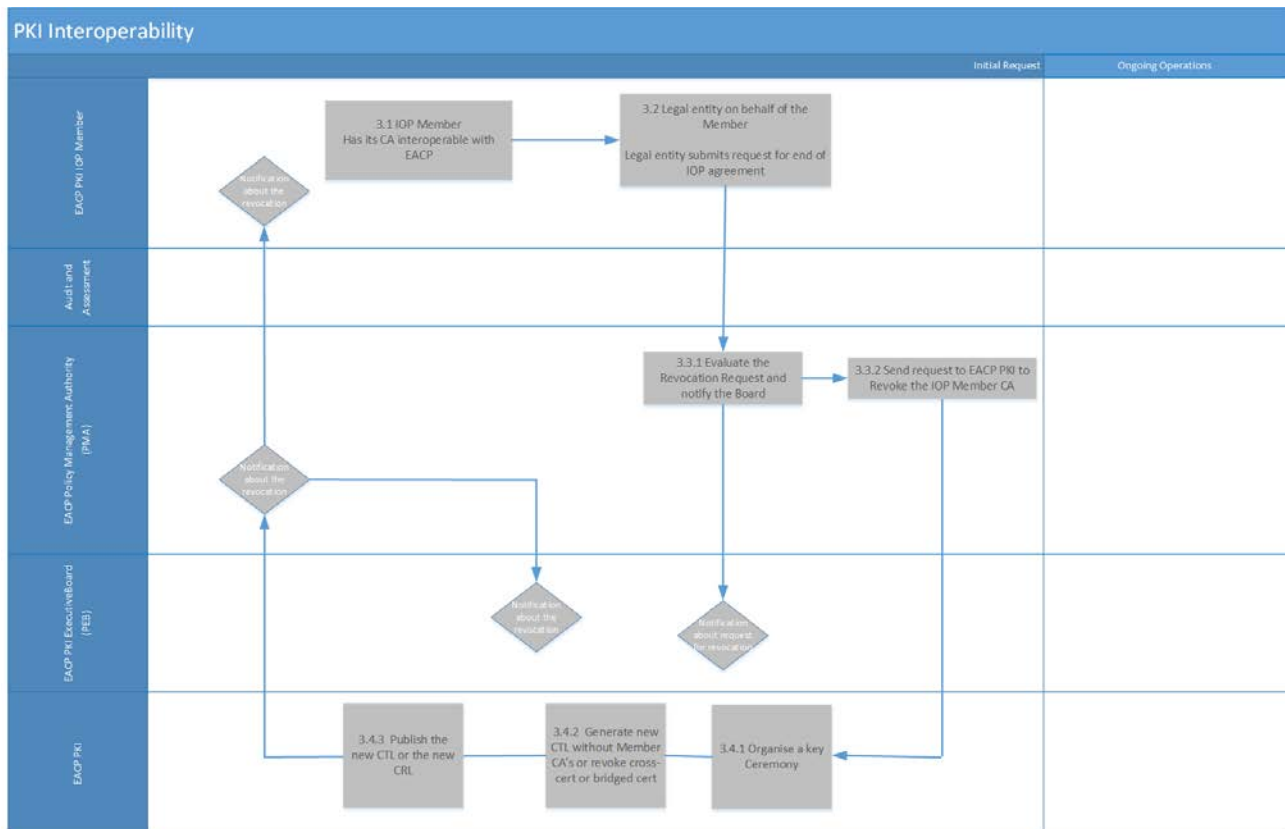 PKI Interoperability
Initial Request
Ongoing Operations
EACP PKI IOP Member
3.1 IOP Member
Has its CA interoperable with
EACP
3.2 Legal entity on behalf of the
Member
Legal entity submits request for end of
IOP agreement
Notification
about the
revocation
Audit and
Assessment
EACP Policy Management Authority
(PMA)
3.3.1 Evaluate the
Revocation Request and
notify the Board
3.3.2 Send request to EACP PKI to
Revoke the IOP Member CA
Notification
about the
revocation
EACP PKI ExecutiveBoard
(PEB)
Notification
about the
revocation
Notification
about request
for revocation
EACP PKI
3.4.3 Publish the
new CTL or the new
CRL
3.4.2 Generate new
CTL without Member
CA's or revoke cross-
cert or bridged cert
3.4.1 Organise a key
Ceremony